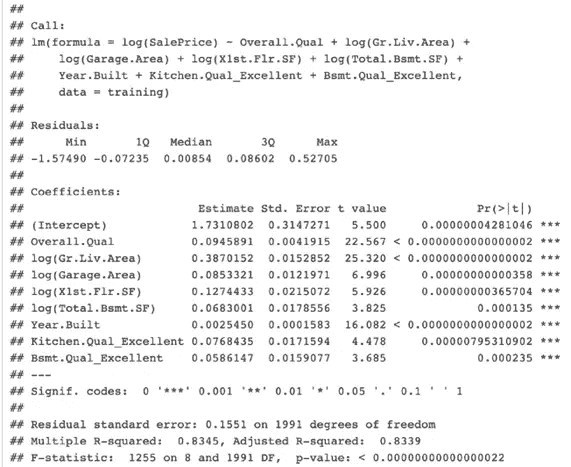 ##
## Call:
## lm(formula = log(SalePrice) ~ Overall.Qual + log(Gr.Liv.Area) +
##     log(Garage.Area) + log(X1st.Flr.SF) + log(Total.Bsmt.SF) +
##     Year.Built + Kitchen.Qual_Excellent + Bsmt.Qual_Excellent,
##     data = training)
##
## Residuals:
##      Min       1Q   Median       3Q      Max
## -1.57490 -0.07235  0.00854  0.08602  0.52705
##
## Coefficients:
##                         Estimate Std. Error t value             Pr(>|t|)
## (Intercept)            1.7310802  0.3147271   5.500     0.00000004281046 ***
## Overall.Qual           0.0945891  0.0041915  22.567 < 0.0000000000000002 ***
## log(Gr.Liv.Area)       0.3870152  0.0152852  25.320 < 0.0000000000000002 ***
## log(Garage.Area)       0.0853321  0.0121971   6.996     0.00000000000358 ***
## log(X1st.Flr.SF)       0.1274433  0.0215072   5.926     0.00000000365704 ***
## log(Total.Bsmt.SF)     0.0683001  0.0178556   3.825             0.000135 ***
## Year.Built             0.0025450  0.0001583  16.082 < 0.0000000000000002 ***
## Kitchen.Qual_Excellent 0.0768435  0.0171594   4.478     0.00000795310902 ***
## Bsmt.Qual_Excellent    0.0586147  0.0159077   3.685             0.000235 ***
## ---
## Signif. codes:  0 '***' 0.001 '**' 0.01 '*' 0.05 '.' 0.1 ' ' 1
##
## Residual standard error: 0.1551 on 1991 degrees of freedom
## Multiple R-squared:  0.8345, Adjusted R-squared:  0.8339
## F-statistic:  1255 on 8 and 1991 DF,  p-value: < 0.00000000000000022